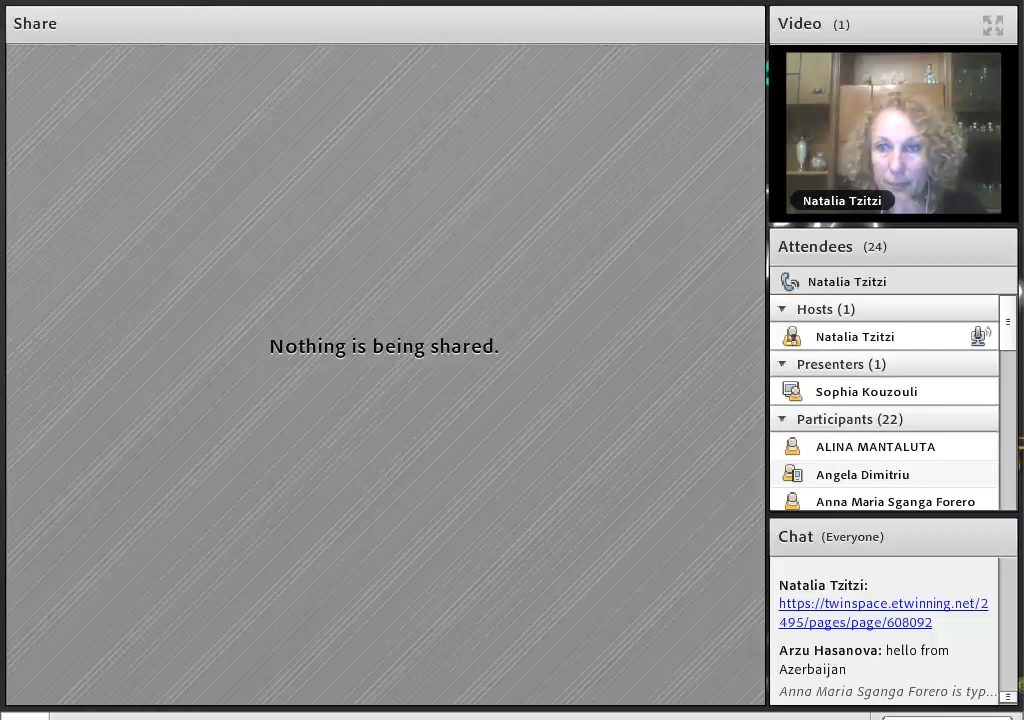 Share
Nothing is being shared.
Video (1)
Natalia Tzitzi
Attendees (24)
Natalia Tzitzi
Hosts (1)
Natalia Tzitzi
Presenters (1)
Sophia Kouzouli
Participants (22)
ALINA MANTALUTA
Angela Dimitriu
Anna Maria Sganga Forero
Chat (Everyone)
Natalia Tzitzi:
https://twinspace.etwinning.net/2
495/pages/page/608092
Arzu Hasanova: hello from
Azerbaijan
Anna Maria Sganga Forero is typ...